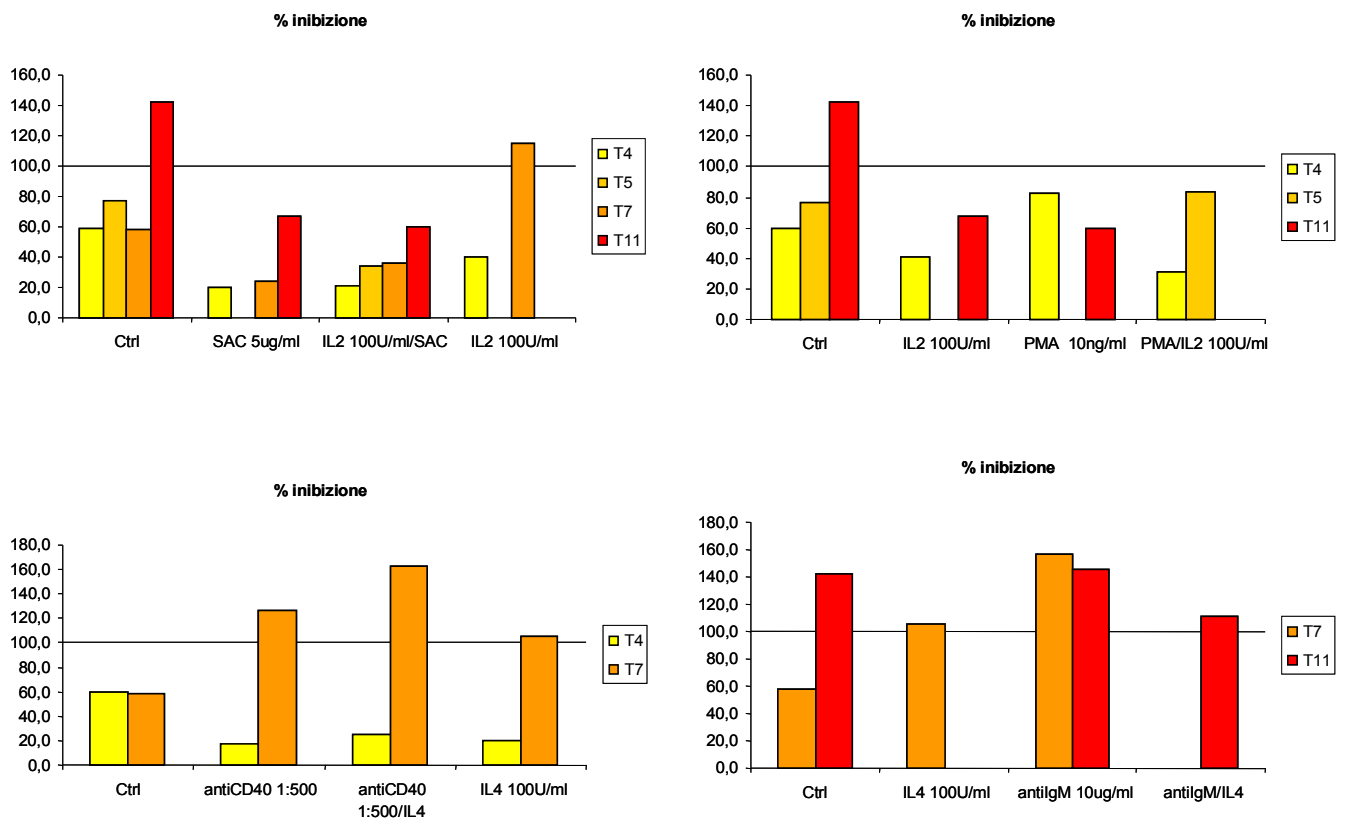 % inibizione
160,0
140,0
120,0
100,0
80,0
60,0
40,0
20,0
0,0
Ctrl
SAC 5ug/ml
IL2 100U/ml/SAC
IL2 100U/ml
T4
T5
T7
T11
% inibizione
160,0
140,0
120,0
100,0
80,0
60,0
40,0
20,0
0,0
Ctrl
IL2 100U/ml
PMA 10ng/ml
PMA/IL2 100U/ml
T4
T5
T11
% inibizione
180,0
160,0
140,0
120,0
100,0
80,0
60,0
40,0
20,0
0,0
Ctrl
antiCD40 1:500
antiCD40
1:500/IL4
IL4 100U/ml
T4
T7
% inibizione
180,0
160,0
140,0
120,0
100,0
80,0
60,0
40,0
20,0
0,0
Ctrl
IL4 100U/ml
antiIgM 10ug/ml
antiIgM/IL4
T7
T11